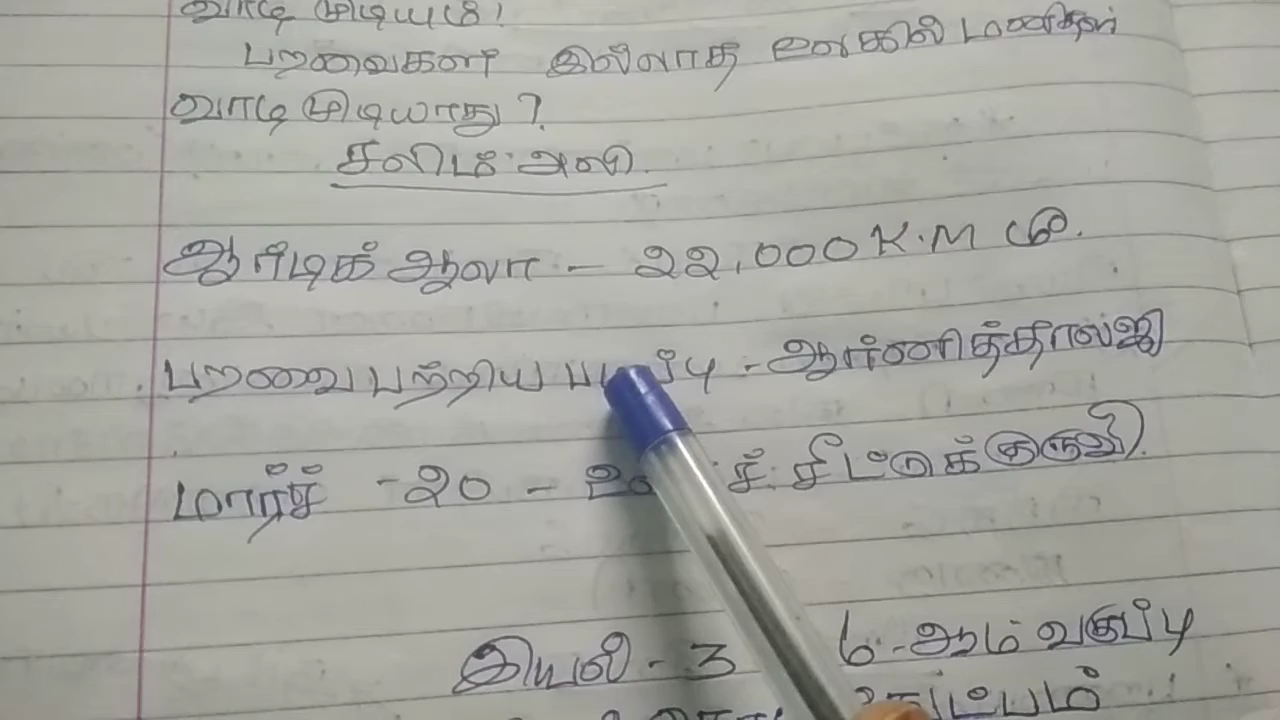 வாழ முடியும்!
பறவைகள் இல்லாத உலகில் மனிதன்
வாழ முடியாது?
சலிம் அலி
ஆர்டிக் ஆலா - 22,000 K.M
பறவை பற்றிய படிப்பு - ஆர்னித்தாலஜி
மார்ச் - 20 - சிட்டுக்குருவி
இயல் - 3 6-ஆம் வகுப்பு